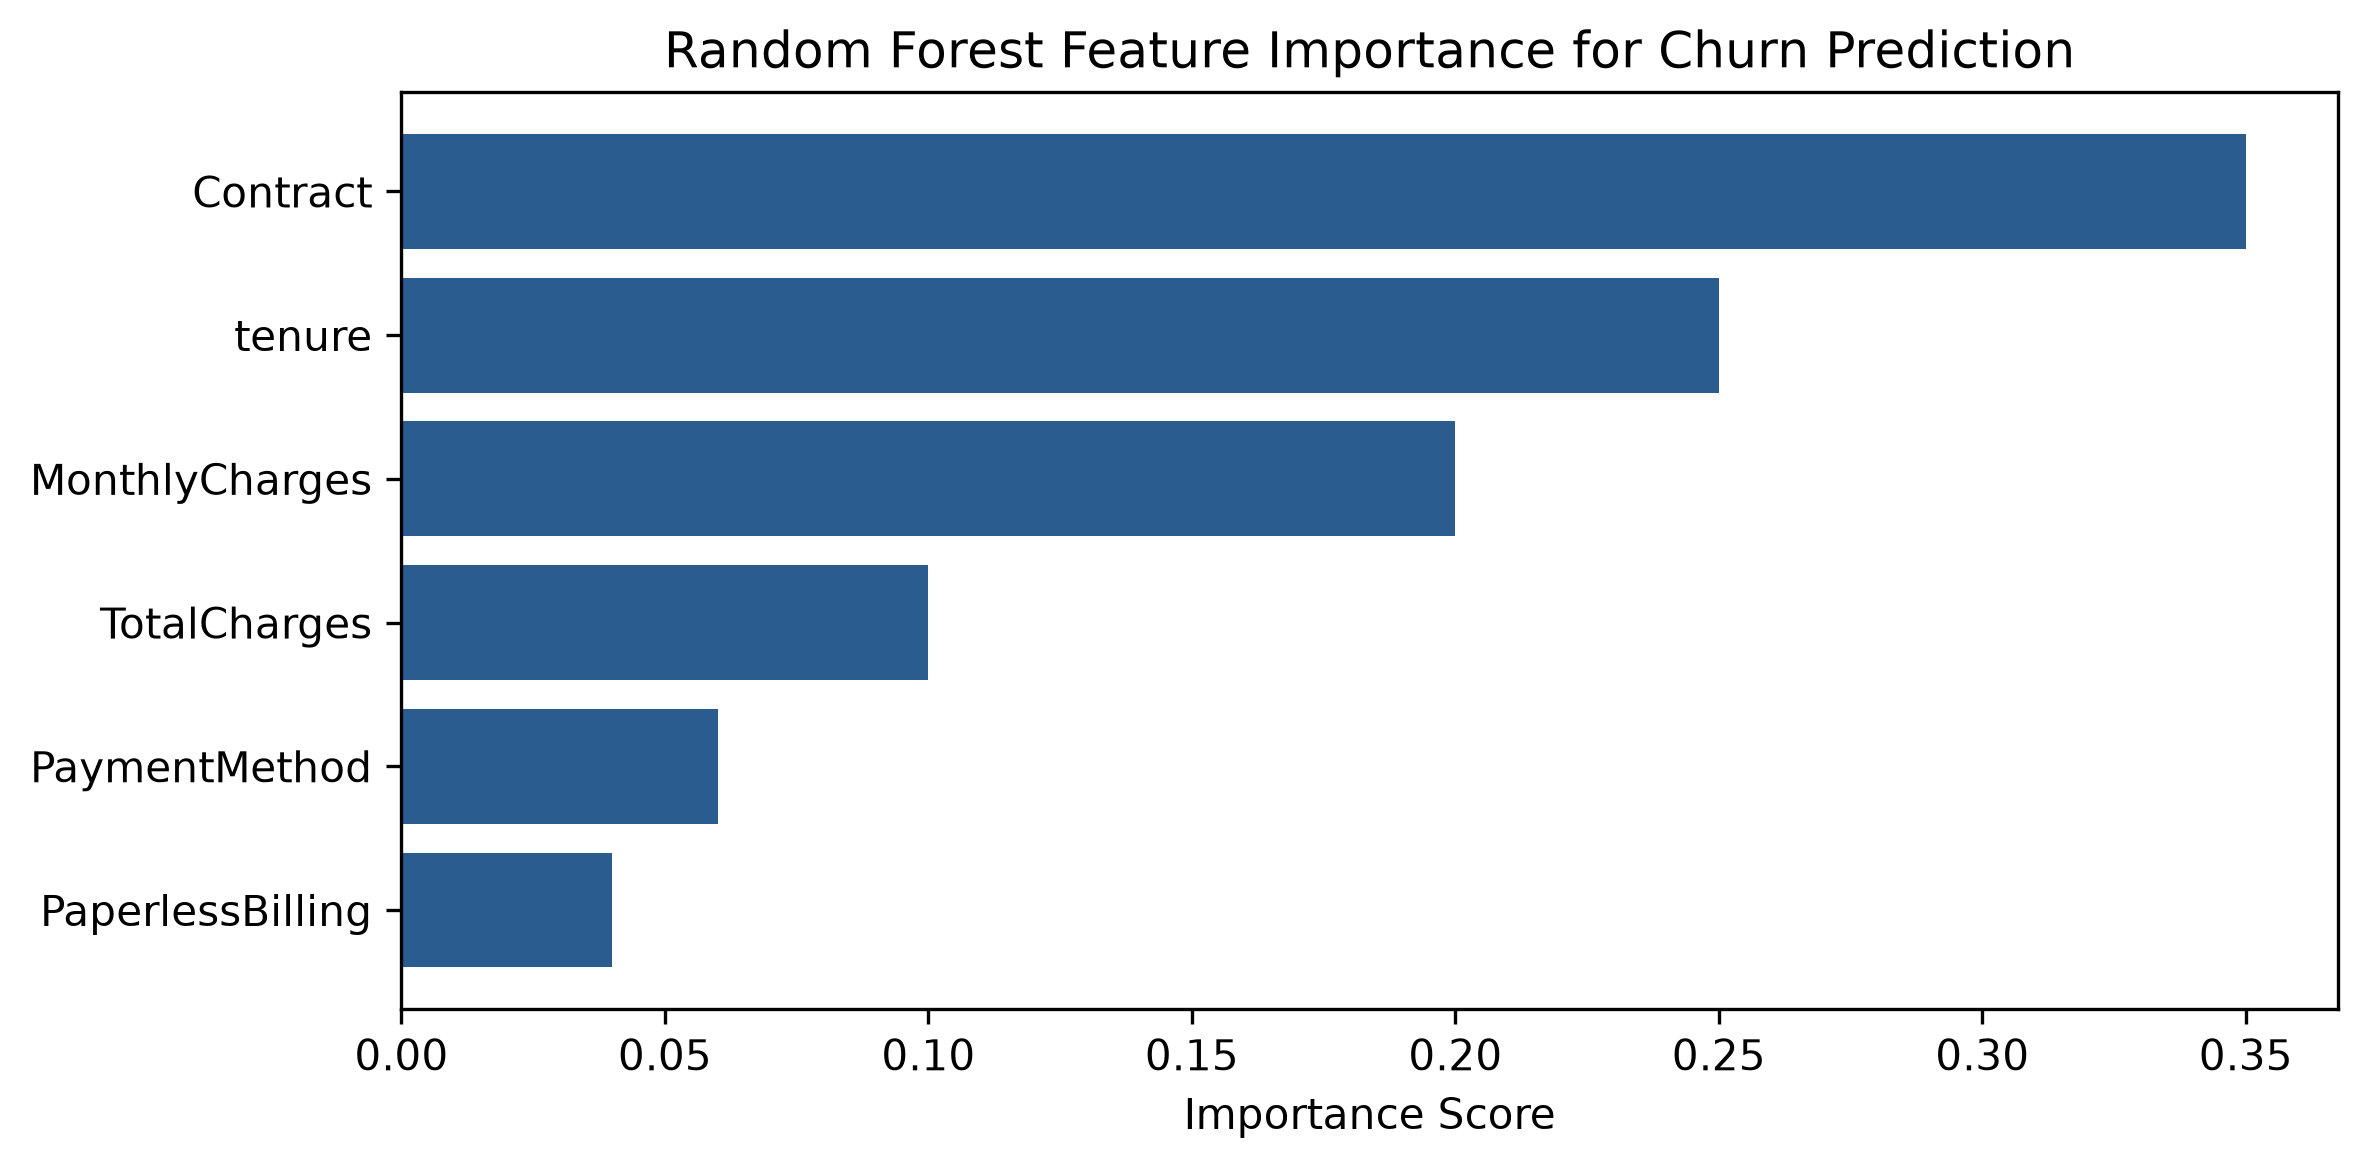 Random Forest Feature Importance for Churn Prediction
Contract
tenure
MonthlyCharges
TotalCharges
PaymentMethod
PaperlessBilling
0.00 0.05 0.10 0.15 0.20 0.25 0.30 0.35
Importance Score